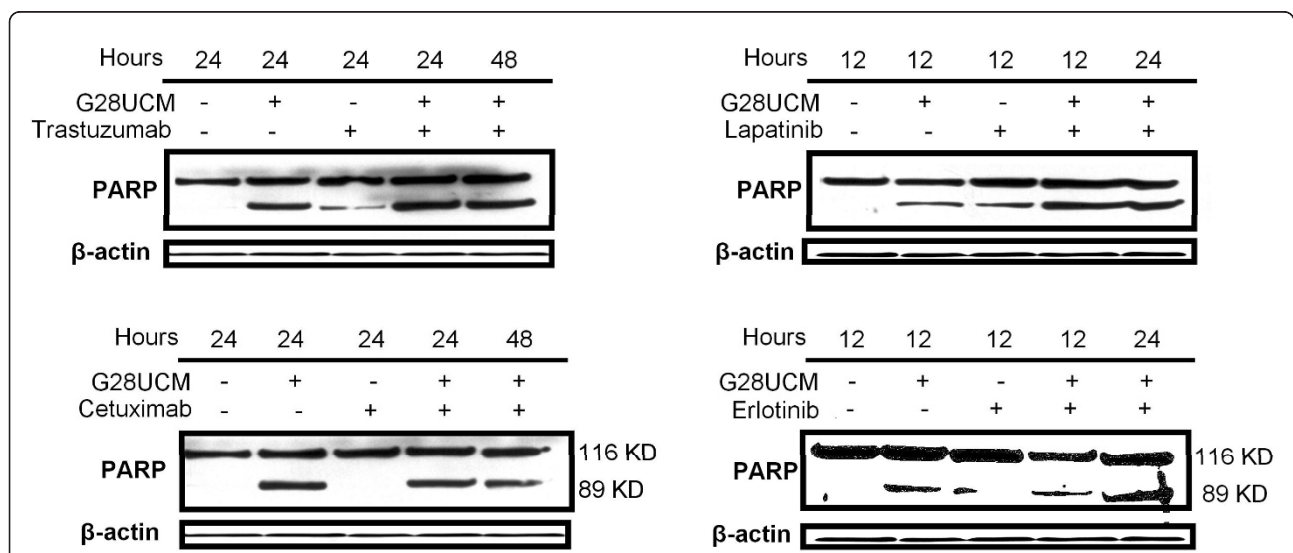 Hours 24 24 24 24 48
G28UCM - + - + +
Trastuzumab - - + + +
PARP
β-actin
Hours 12 12 12 12 24
G28UCM - + - + +
Lapatinib - - + + +
PARP
β-actin
Hours 24 24 24 24 48
G28UCM - + - + +
Cetuximab - - + + +
116 KD
PARP
89 KD
β-actin
Hours 12 12 12 12 24
G28UCM - + - + +
Erlotinib - - + + +
116 KD
PARP
89 KD
β-actin